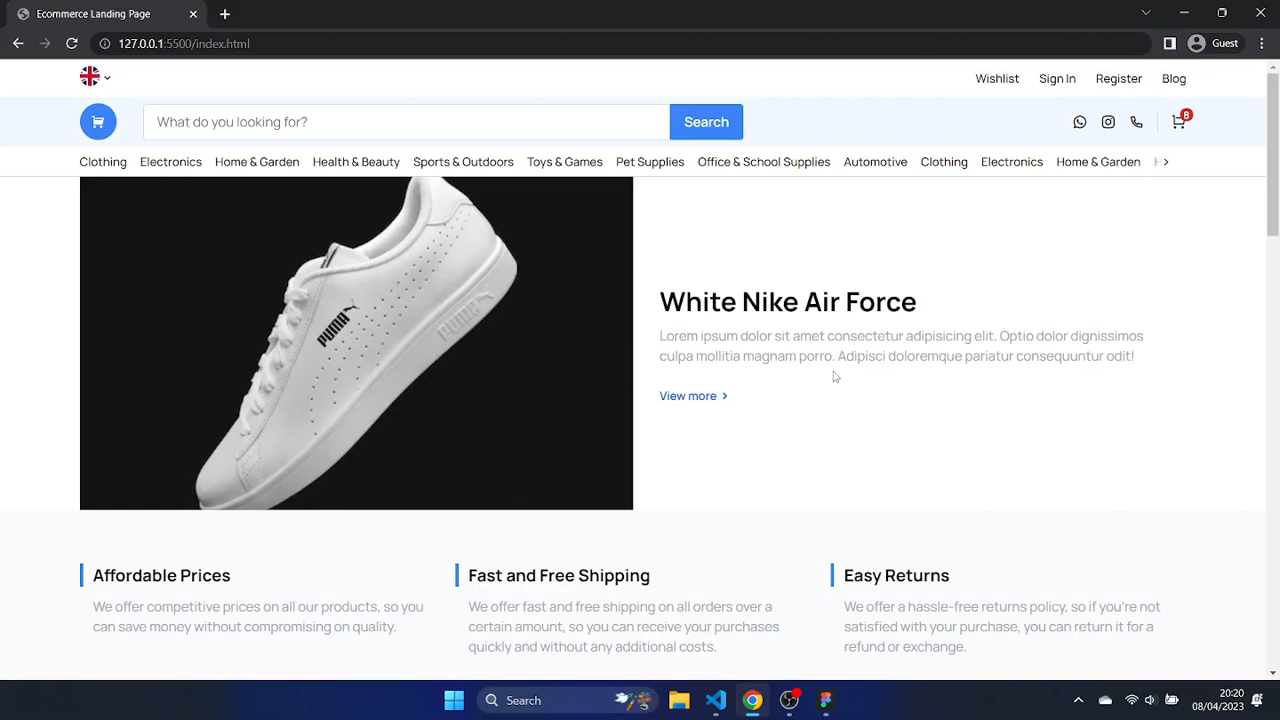 Ecommerce Landing Page
127.0.0.1:5500/index.html
Guest
Wishlist Sign In Register Blog
What do you looking for?
Search
8
Clothing Electronics Home & Garden Health & Beauty Sports & Outdoors Toys & Games Pet Supplies Office & School Supplies Automotive Clothing Electronics Home & Garden H
PUMA
PUMA
White Nike Air Force
Lorem ipsum dolor sit amet consectetur adipisicing elit. Optio dolor dignissimos
culpa mollitia magnam porro. Adipisci doloremque pariatur consequuntur odit!
View more
Affordable Prices
We offer competitive prices on all our products, so you
can save money without compromising on quality.
Fast and Free Shipping
We offer fast and free shipping on all orders over a
certain amount, so you can receive your purchases
quickly and without any additional costs.
Easy Returns
We offer a hassle-free returns policy, so if you're not
satisfied with your purchase, you can return it for a
refund or exchange.
Search
20:20
08/04/2023